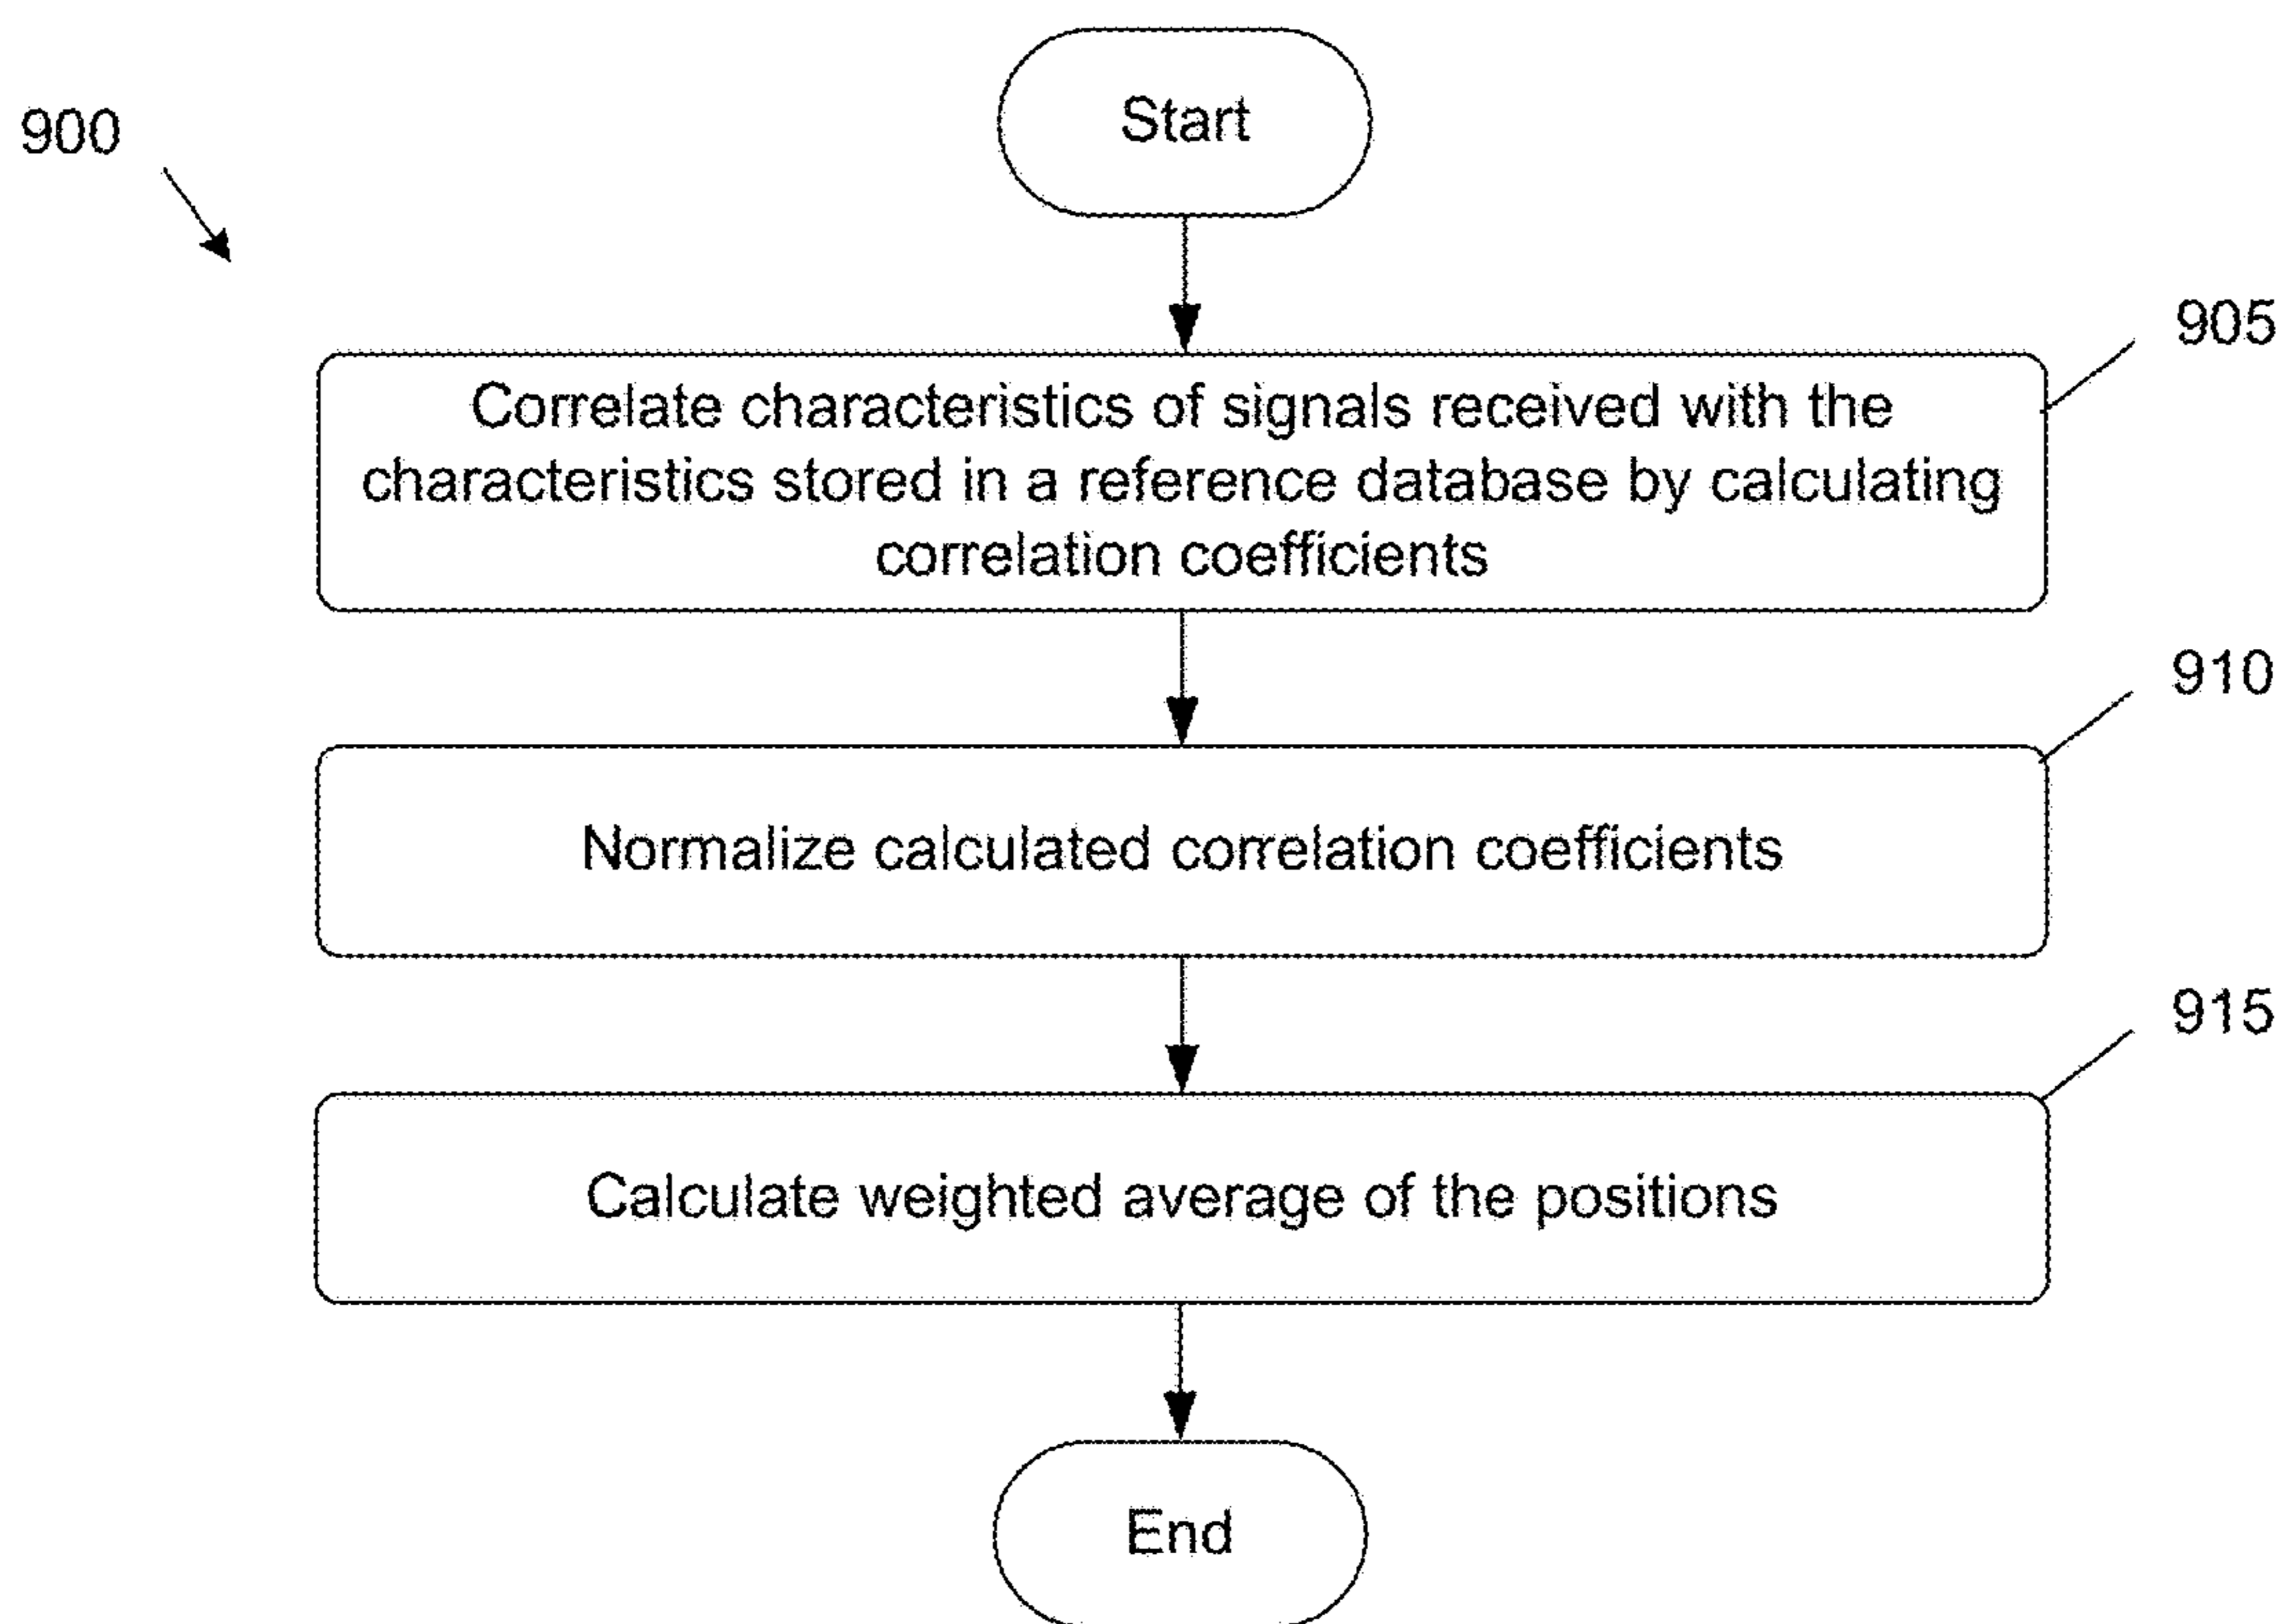 900
Start
905
Correlate characteristics of signals received with the
characteristics stored in a reference database by calculating
correlation coefficients
910
Normalize calculated correlation coefficients
915
Calculate weighted average of the positions
End